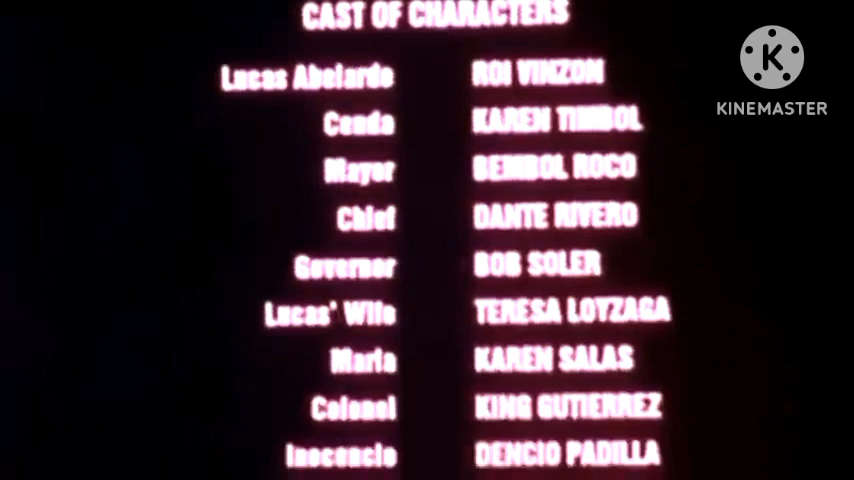 CAST OF CHARACTERS
Lucas Abelardo ROI VINZON
Cenda KAREN TIMBOL
Mayor BEMBOL ROCO
Chief DANTE RIVERO
Governor BOB SOLER
Lucas' Wife TERESA LOYZAGA
Maria KAREN SALAS
Colonel KING GUTIERREZ
Inocencio DENCIO PADILLA
K
KINEMASTER